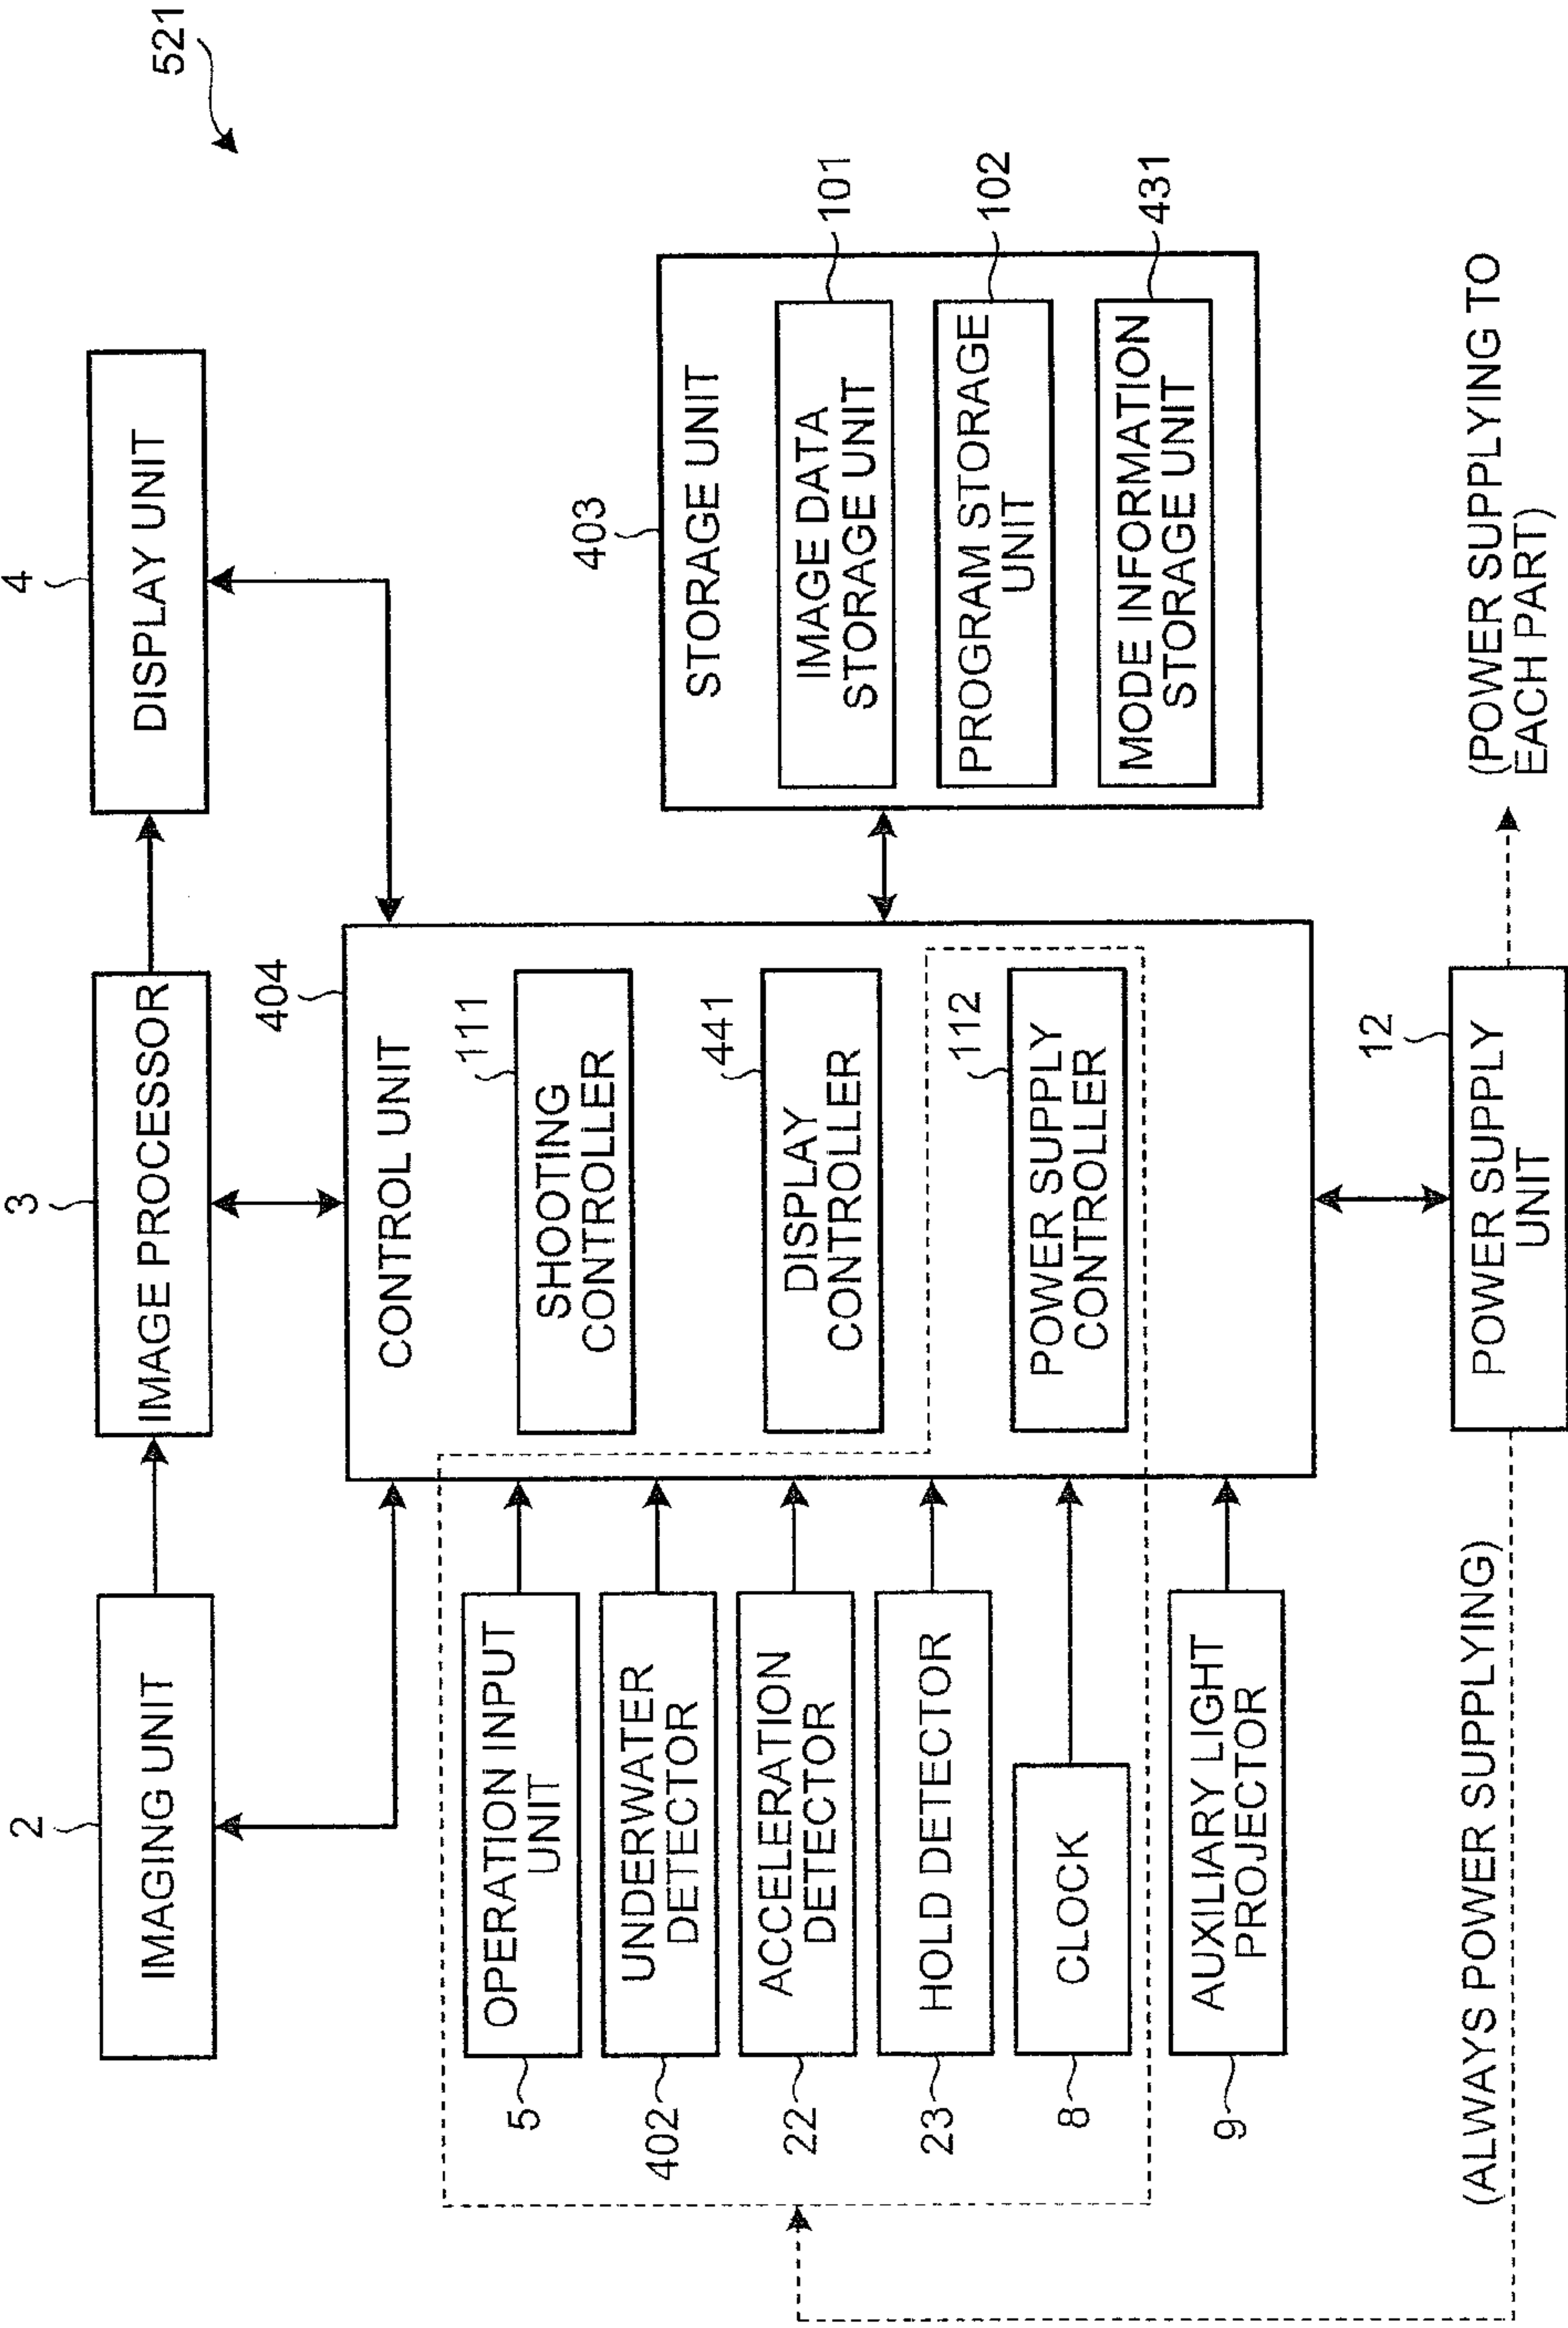 521
2
IMAGING UNIT
3
IMAGE PROCESSOR
4
DISPLAY UNIT
404
CONTROL UNIT
111
SHOOTING
CONTROLLER
441
DISPLAY
CONTROLLER
112
POWER SUPPLY
CONTROLLER
5
OPERATION INPUT
UNIT
402
UNDERWATER
DETECTOR
22
ACCELERATION
DETECTOR
23
HOLD DETECTOR
8
CLOCK
9
AUXILIARY LIGHT
PROJECTOR
403
STORAGE UNIT
IMAGE DATA
STORAGE UNIT
101
PROGRAM STORAGE
UNIT
102
MODE INFORMATION
STORAGE UNIT
431
(ALWAYS POWER SUPPLYING)
12
POWER SUPPLY
UNIT
(POWER SUPPLYING TO
EACH PART)